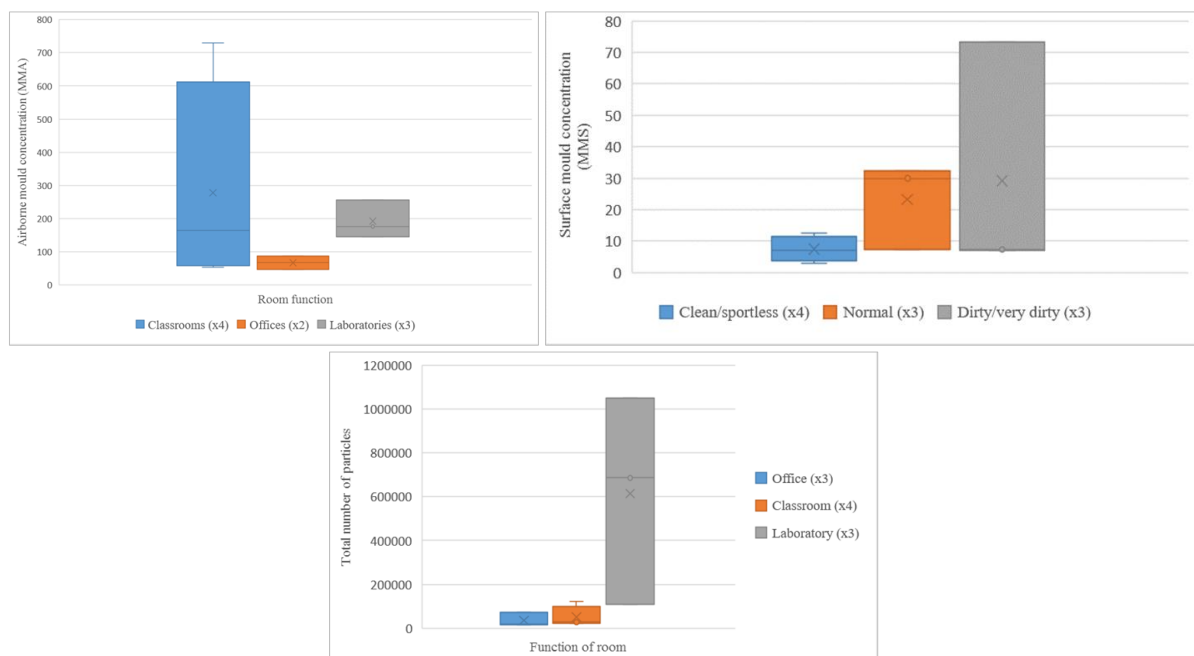 800
700
600
500
400
300
200
100
0
Airborne mould concentration (MMA)
Room function
Classrooms (x4) Offices (x2) Laboratories (x3)
80
70
60
50
40
30
20
10
0
Surface mould concentration
(MMS)
Clean/sportless (x4) Normal (x3) Dirty/very dirty (x3)
1200000
1000000
800000
600000
400000
200000
0
Total number of particles
Function of room
Office (x3)
Classroom (x4)
Laboratory (x3)